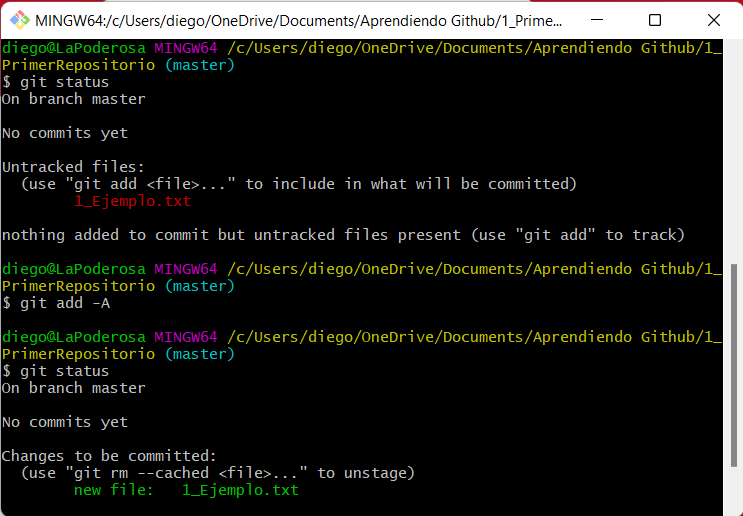 MINGW64:/c/Users/diego/OneDrive/Documents/Aprendiendo Github/1_Prime...
diego@LaPoderosa MINGW64 /c/Users/diego/OneDrive/Documents/Aprendiendo Github/1_
PrimerRepositorio (master)
$ git status
On branch master
No commits yet
Untracked files:
  (use "git add <file>..." to include in what will be committed)
        1_Ejemplo.txt
nothing added to commit but untracked files present (use "git add" to track)
diego@LaPoderosa MINGW64 /c/Users/diego/OneDrive/Documents/Aprendiendo Github/1_
PrimerRepositorio (master)
$ git add -A
diego@LaPoderosa MINGW64 /c/Users/diego/OneDrive/Documents/Aprendiendo Github/1_
PrimerRepositorio (master)
$ git status
On branch master
No commits yet
Changes to be committed:
  (use "git rm --cached <file>..." to unstage)
        new file:   1_Ejemplo.txt